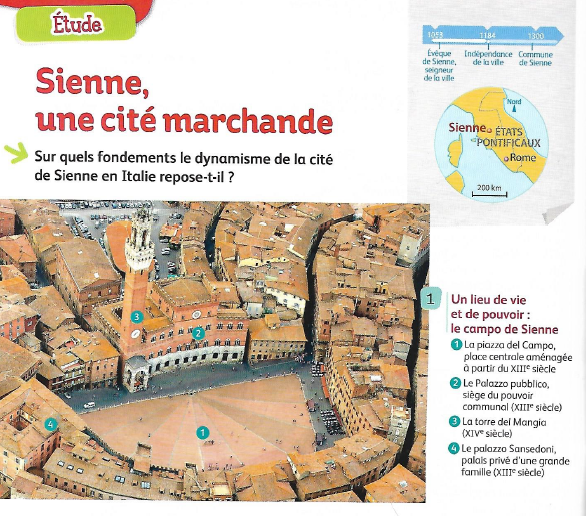 Étude
Sienne,
une cité marchande
Sur quels fondements le dynamisme de la cité
de Sienne en Italie repose-t-il ?
1053 1184 1300
Évêque
de Sienne,
seigneur
de la ville
Indépendance
de la ville
Commune
de Sienne
Nord
Sienne
ÉTATS
PONTIFICAUX
Rome
200 km
1 Un lieu de vie
et de pouvoir :
le campo de Sienne
1 La piazza del Campo,
place centrale aménagée
à partir du XIIIe siècle
2 Le Palazzo pubblico,
siège du pouvoir
communal (XIIIe siècle)
3 La torre del Mangia
(XIVe siècle)
4 Le palazzo Sansedoni,
palais privé d'une grande
famille (XIIIe siècle)
3
2
4
1